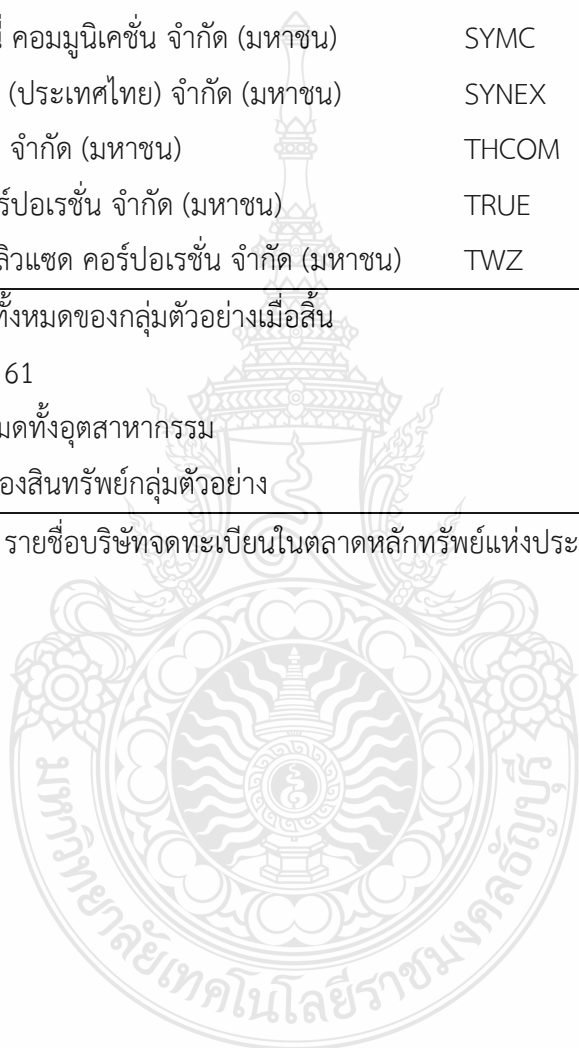 นี้ คอมมูนิเคชั่น จำกัด (มหาชน) SYMC
(ประเทศไทย) จำกัด (มหาชน) SYNEX
จำกัด (มหาชน) THCOM
ร์ปอเรชั่น จำกัด (มหาชน) TRUE
ลิวแซด คอร์ปอเรชั่น จำกัด (มหาชน) TWZ
ทั้งหมดของกลุ่มตัวอย่างเมื่อสิ้น
61
มดทั้งอุตสาหากรรม
องสินทรัพย์กลุ่มตัวอย่าง
รายชื่อบริษัทจดทะเบียนในตลาดหลักทรัพย์แห่งประ
มหาวิทยาลัยเทคโนโลยีราชมงคลธัญบุรี